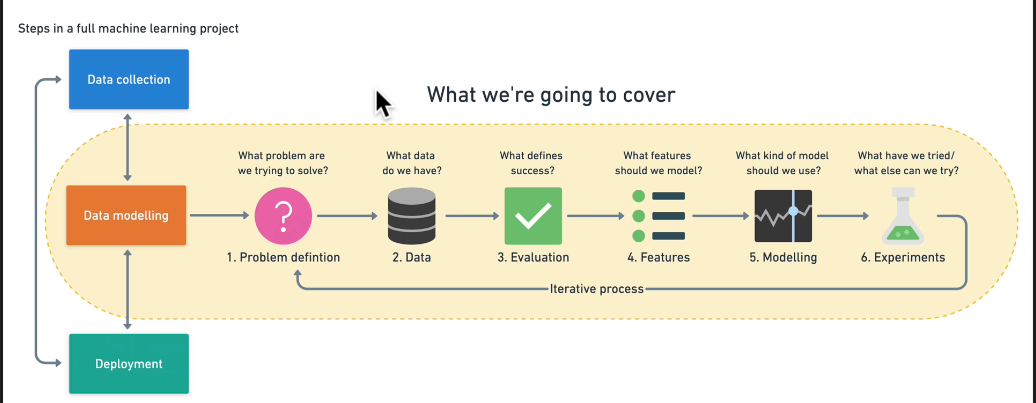 Steps in a full machine learning project
Data collection
What we're going to cover
What problem are
we trying to solve?
What data
do we have?
What defines
success?
What features
should we model?
What kind of model
should we use?
What have we tried/
what else can we try?
Data modelling
?
1. Problem defintion
2. Data
3. Evaluation
4. Features
5. Modelling
6. Experiments
Iterative process
Deployment